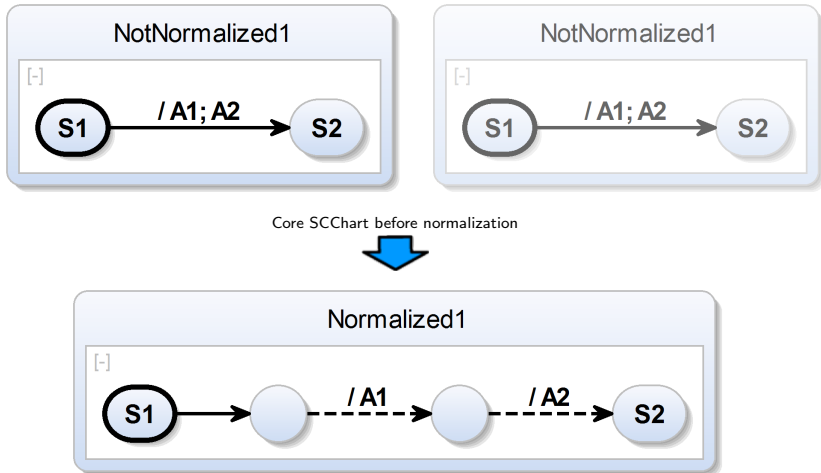 NotNormalized1
[-]
/ A1; A2
S1
S2
NotNormalized1
[-]
/ A1; A2
S1
S2
Core SCChart before normalization
Normalized1
[-]
/ A1
/ A2
S1
S2